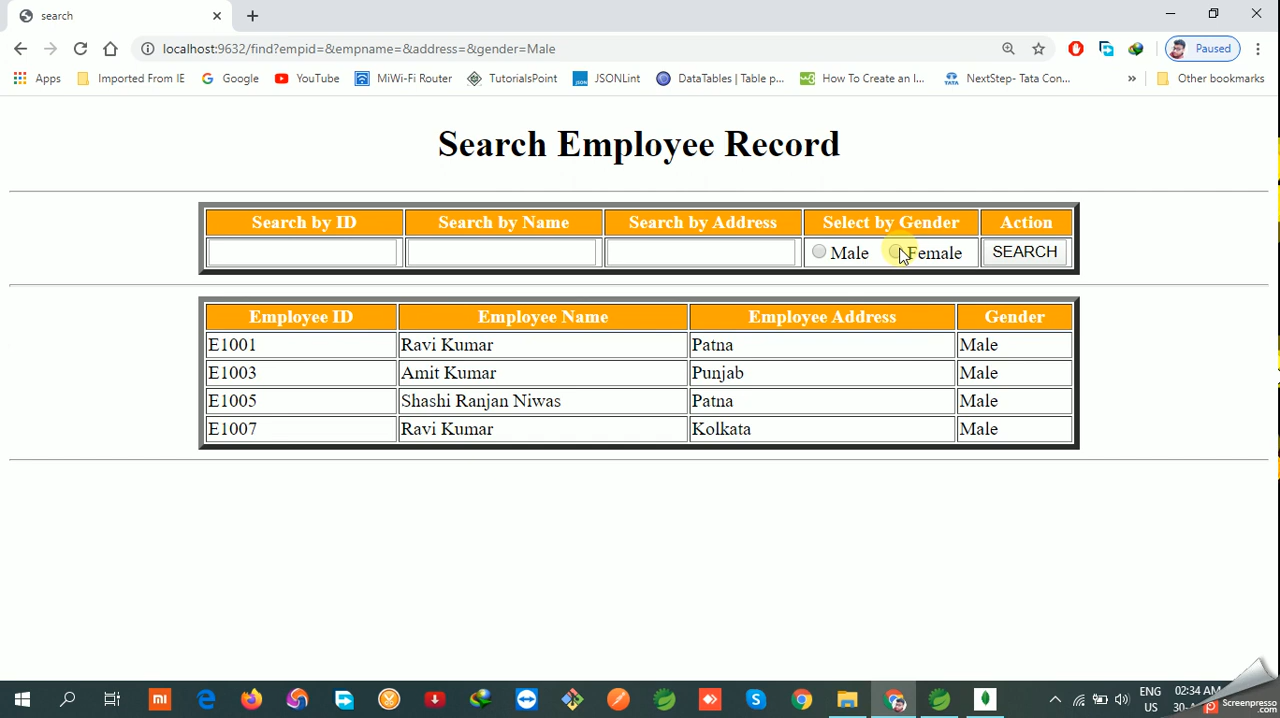 search
localhost:9632/find?empid=&empname=&address=&gender=Male
Paused
Apps Imported From IE Google YouTube MiWi-Fi Router TutorialsPoint JSONLint DataTables | Table p... How To Create an I... NextStep- Tata Con... » Other bookmarks
Search Employee Record
Search by ID Search by Name Search by Address Select by Gender Action
Male Female SEARCH
Employee ID Employee Name Employee Address Gender
E1001 Ravi Kumar Patna Male
E1003 Amit Kumar Punjab Male
E1005 Shashi Ranjan Niwas Patna Male
E1007 Ravi Kumar Kolkata Male
ENG 02:34 AM
US 30-
Screenpresso
.com